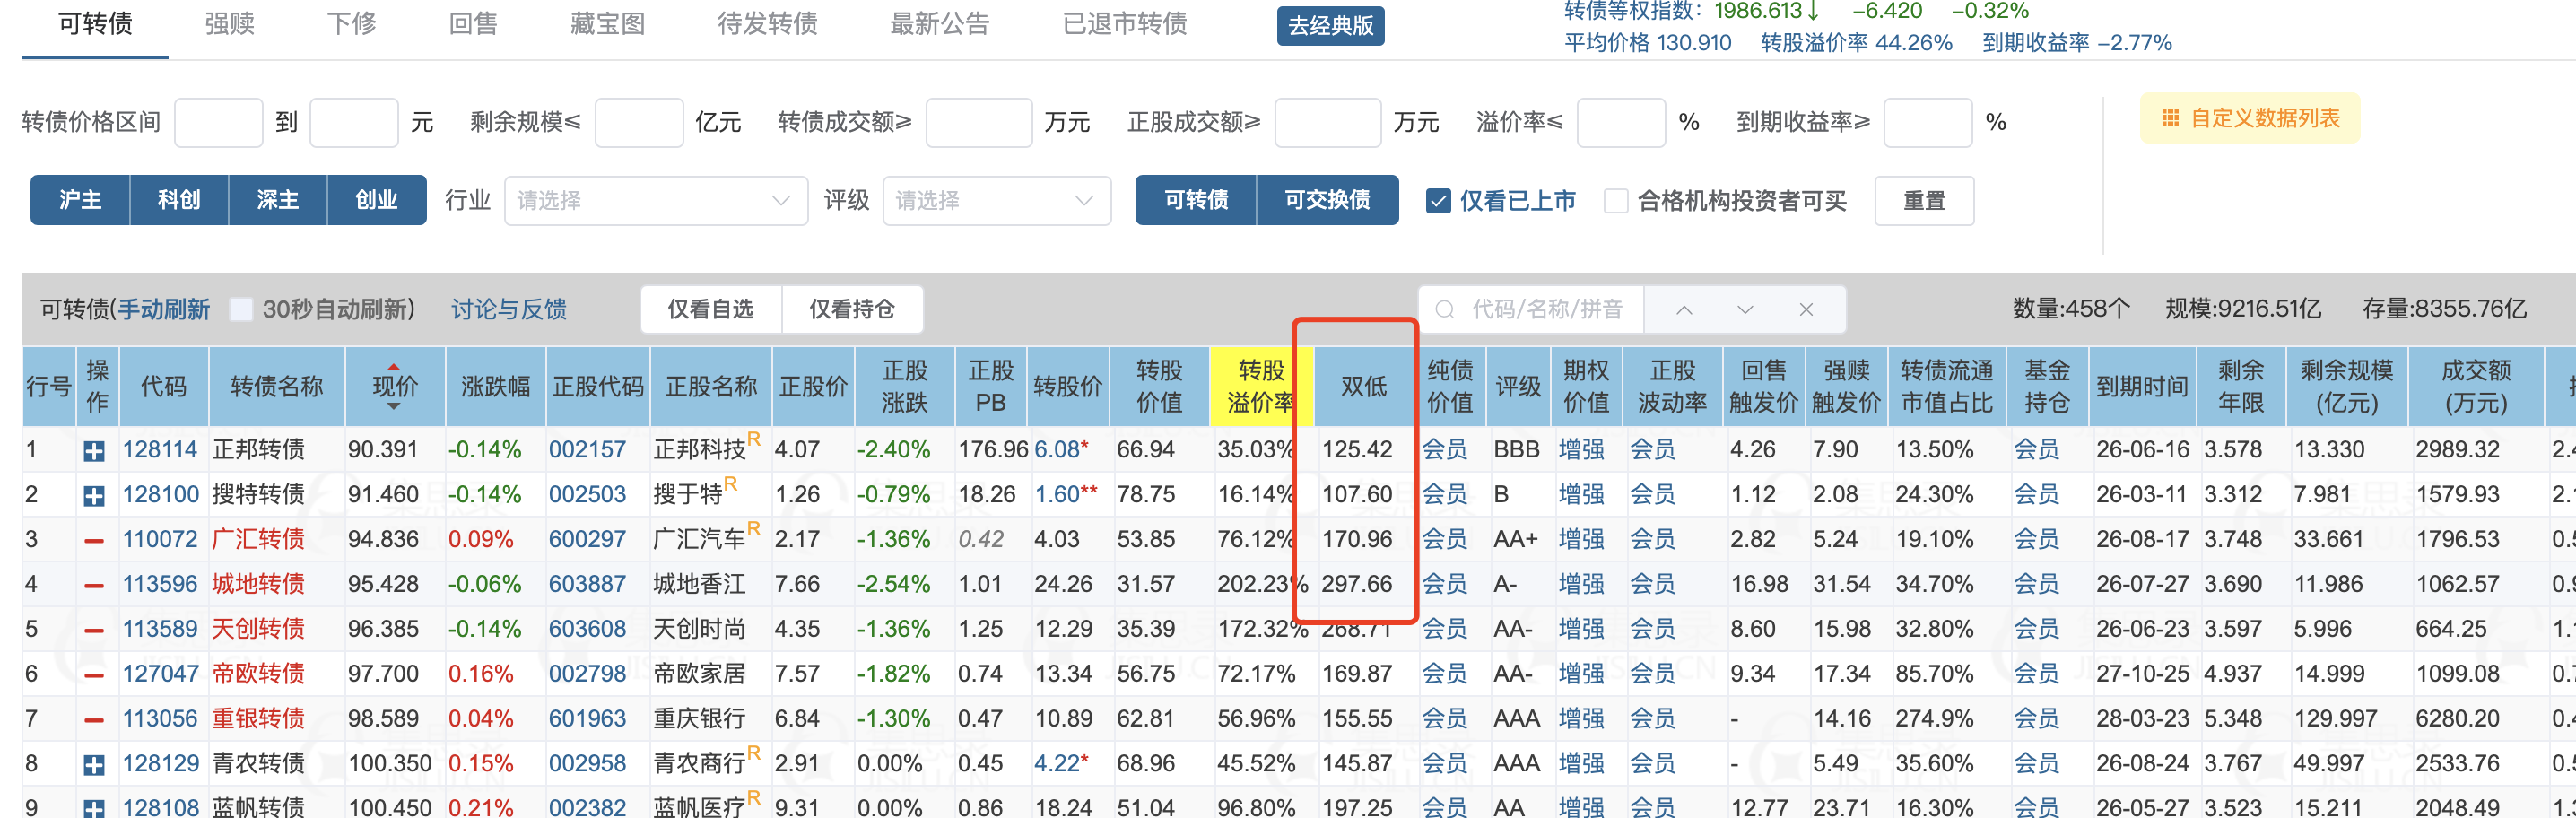 可转债 强赎 下修 回售 藏宝图 待发转债 最新公告 已退市转债 去经典版 转债等权指数: 1986.613↓ -6.420 -0.32%
平均价格 130.910 转股溢价率 44.26% 到期收益率 -2.77%
转债价格区间 到 元 剩余规模≤ 亿元 转债成交额≥ 万元 正股成交额≥ 万元 溢价率≤ % 到期收益率≥ % 自定义数据列表
沪主 科创 深主 创业 行业 请选择 评级 请选择 可转债 可交换债 仅看已上市 合格机构投资者可买 重置
可转债(手动刷新 30秒自动刷新) 讨论与反馈 仅看自选 仅看持仓 代码/名称/拼音 数量:458个 规模:9216.51亿 存量:8355.76亿
行号 操作 代码 转债名称 现价 涨跌幅 正股代码 正股名称 正股价 正股涨跌 正股PB 转股价 转股价值 转股溢价率 双低 纯债价值 评级 期权价值 正股波动率 回售触发价 强赎触发价 转债流通市值占比 基金持仓 到期时间 剩余年限 剩余规模(亿元) 成交额(万元)
1 128114 正邦转债 90.391 -0.14% 002157 正邦科技R 4.07 -2.40% 176.96 6.08* 66.94 35.03% 125.42 会员 BBB 增强 会员 4.26 7.90 13.50% 会员 26-06-16 3.578 13.330 2989.32
2 128100 搜特转债 91.460 -0.14% 002503 搜于特R 1.26 -0.79% 18.26 1.60** 78.75 16.14% 107.60 会员 B 增强 会员 1.12 2.08 24.30% 会员 26-03-11 3.312 7.981 1579.93
3 110072 广汇转债 94.836 0.09% 600297 广汇汽车R 2.17 -1.36% 0.42 4.03 53.85 76.12% 170.96 会员 AA+ 增强 会员 2.82 5.24 19.10% 会员 26-08-17 3.748 33.661 1796.53
4 113596 城地转债 95.428 -0.06% 603887 城地香江 7.66 -2.54% 1.01 24.26 31.57 202.23% 297.66 会员 A- 增强 会员 16.98 31.54 34.70% 会员 26-07-27 3.690 11.986 1062.57
5 113589 天创转债 96.385 -0.14% 603608 天创时尚 4.35 -1.36% 1.25 12.29 35.39 172.32% 268.71 会员 AA- 增强 会员 8.60 15.98 32.80% 会员 26-06-23 3.597 5.996 664.25
6 127047 帝欧转债 97.700 0.16% 002798 帝欧家居 7.57 -1.82% 0.74 13.34 56.75 72.17% 169.87 会员 AA- 增强 会员 9.34 17.34 85.70% 会员 27-10-25 4.937 14.999 1099.08
7 113056 重银转债 98.589 0.04% 601963 重庆银行 6.84 -1.30% 0.47 10.89 62.81 56.96% 155.55 会员 AAA 增强 会员 - 14.16 274.9% 会员 28-03-23 5.348 129.997 6280.20
8 128129 青农转债 100.350 0.15% 002958 青农商行R 2.91 0.00% 0.45 4.22* 68.96 45.52% 145.87 会员 AAA 增强 会员 - 5.49 35.60% 会员 26-08-24 3.767 49.997 2533.76
9 128108 蓝帆转债 100.450 0.21% 002382 蓝帆医疗R 9.31 0.00% 0.86 18.24 51.04 96.80% 197.25 会员 AA 增强 会员 12.77 23.71 16.30% 会员 26-05-27 3.523 15.211 2048.49